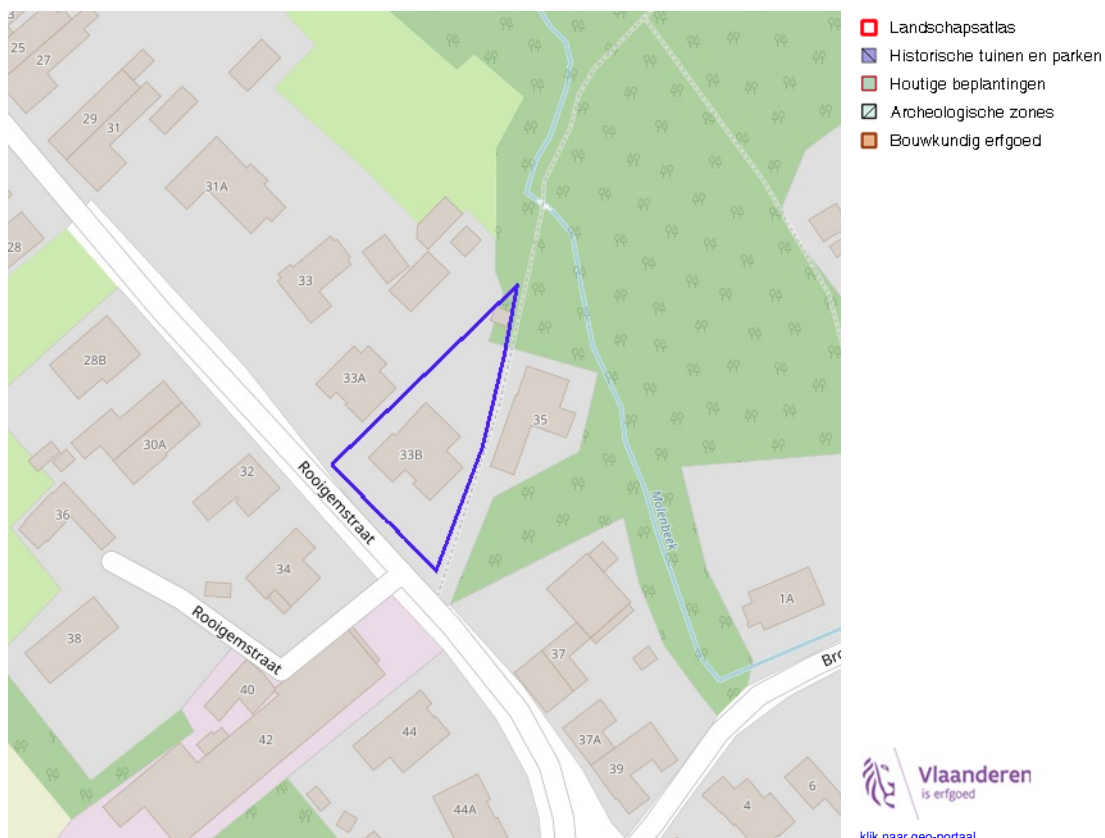 25
27
29
31
31A
28
33
28B
33A
30A
33B
35
32
Rooigemstraat
36
34
Molenbeek
38
Rooigemstraat
1A
37
40
42
44
37A
39
44A
4
6
Landschapsatlas
Historische tuinen en parken
Houtige beplantingen
Archeologische zones
Bouwkundig erfgoed
Vlaanderen
is erfgoed
klik naar geo-portaal